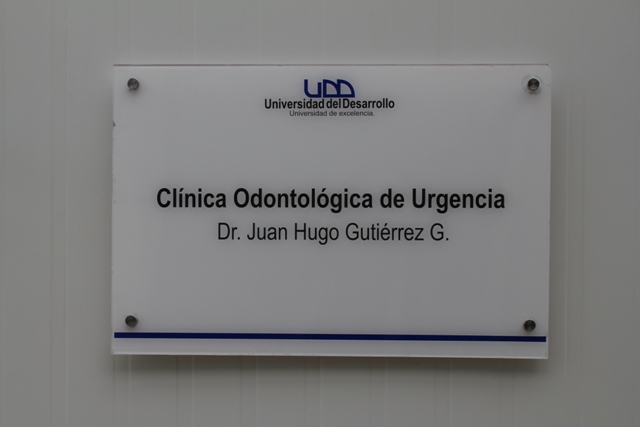 UDD
Universidad del Desarrollo
Universidad de excelencia.
Clínica Odontológica de Urgencia
Dr. Juan Hugo Gutiérrez G.